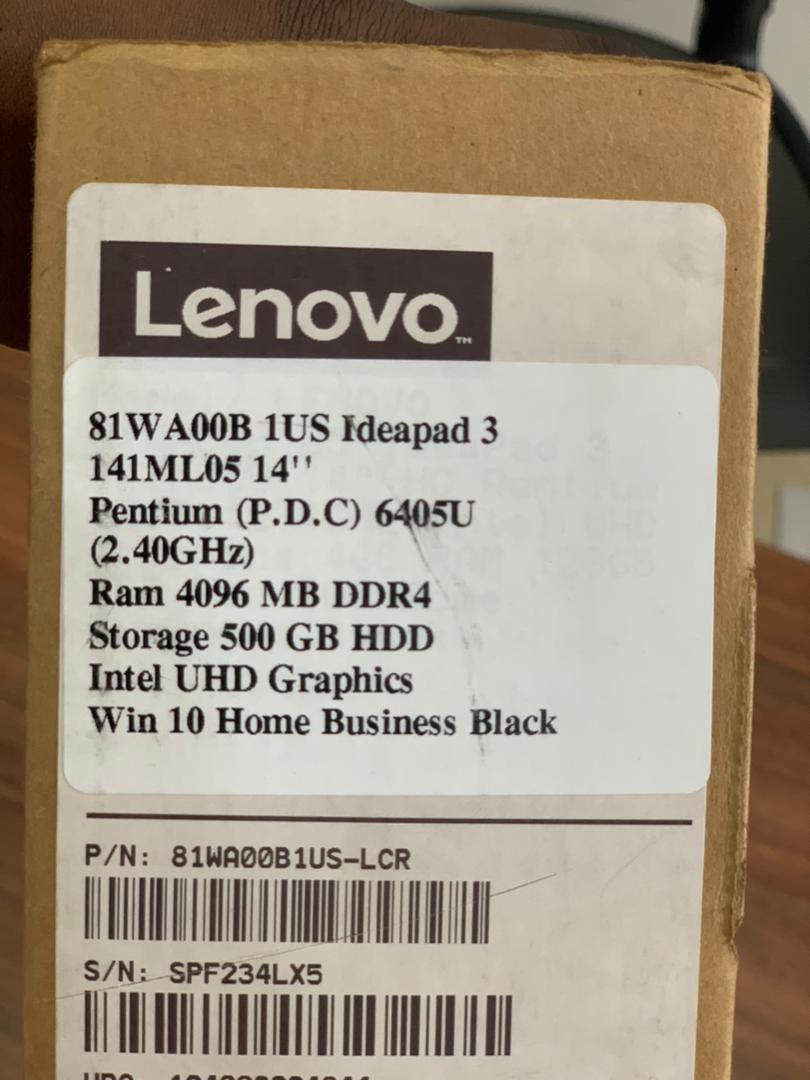 Lenovo™
81WA00B 1US Ideapad 3
141ML05 14''
Pentium (P.D.C) 6405U
(2.40GHz)
Ram 4096 MB DDR4
Storage 500 GB HDD
Intel UHD Graphics
Win 10 Home Business Black
P/N: 81WA00B1US-LCR
S/N: SPF234LX5